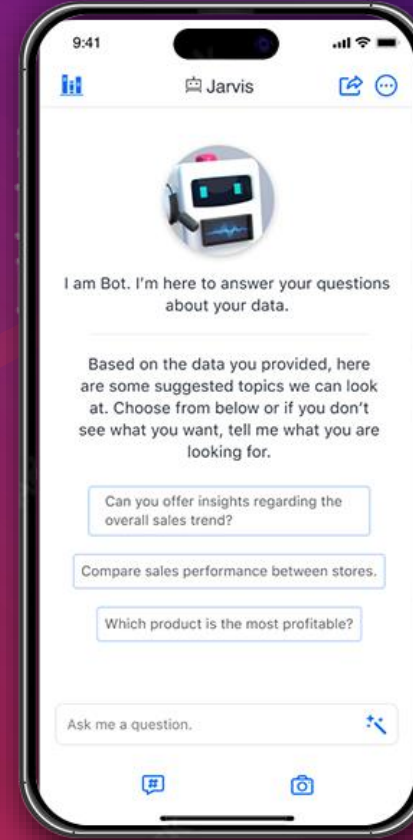 9:41
Jarvis
I am Bot. I'm here to answer your questions
about your data.
Based on the data you provided, here
are some suggested topics we can look
at. Choose from below or if you don't
see what you want, tell me what you are
looking for.
Can you offer insights regarding the
overall sales trend?
Compare sales performance between stores.
Which product is the most profitable?
Ask me a question.
#